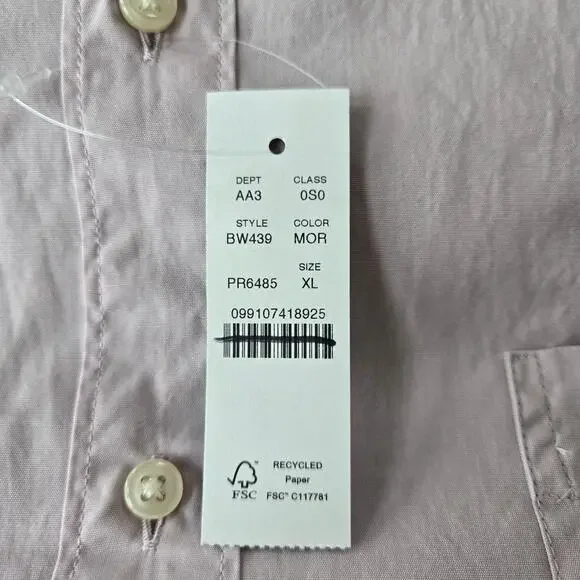 DEPT CLASS
AA3 0S0
STYLE COLOR
BW439 MOR
SIZE
PR6485 XL
099107418925
RECYCLED
Paper
FSC™ C117781
FSC